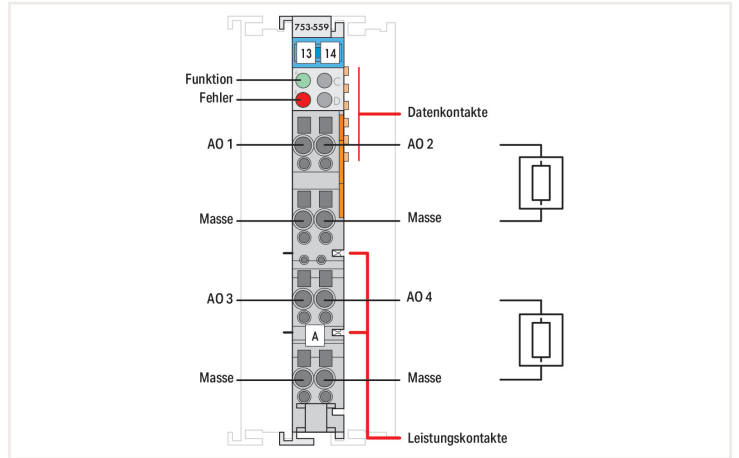 753-559
13 14
A C
Funktion
Fehler
D
Datenkontakte
AO 1
AO 2
Masse
Masse
AO 3
AO 4
A
Masse
Masse
Leistungskontakte